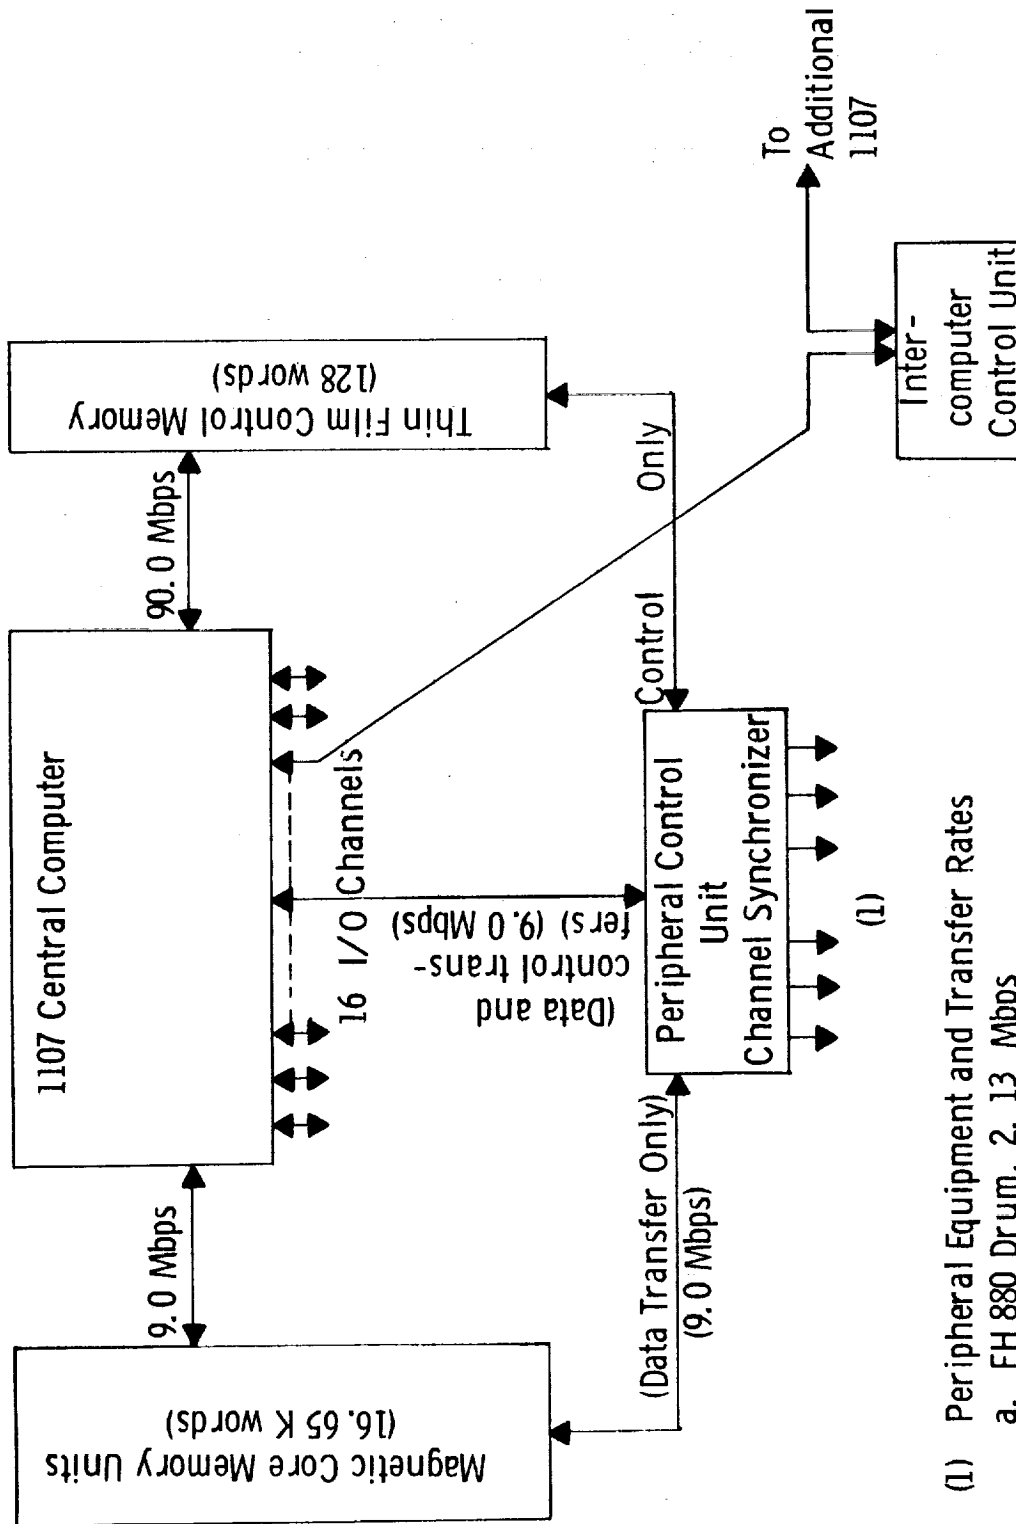 1107 Central Computer
Magnetic Core Memory Units
(16. 65 K words)
9. 0 Mbps
90. 0 Mbps
Thin Film Control Memory
(128 words)
16 I/O Channels
(Data and
control trans-
fers) (9. 0 Mbps)
(Data Transfer Only)
(9. 0 Mbps)
Peripheral Control
Unit
Channel Synchronizer
Control Only
To
Additional
1107
Inter-
computer
Control Unit
(1)
(1) Peripheral Equipment and Transfer Rates
a. FH 880 Drum, 2. 13 Mbps